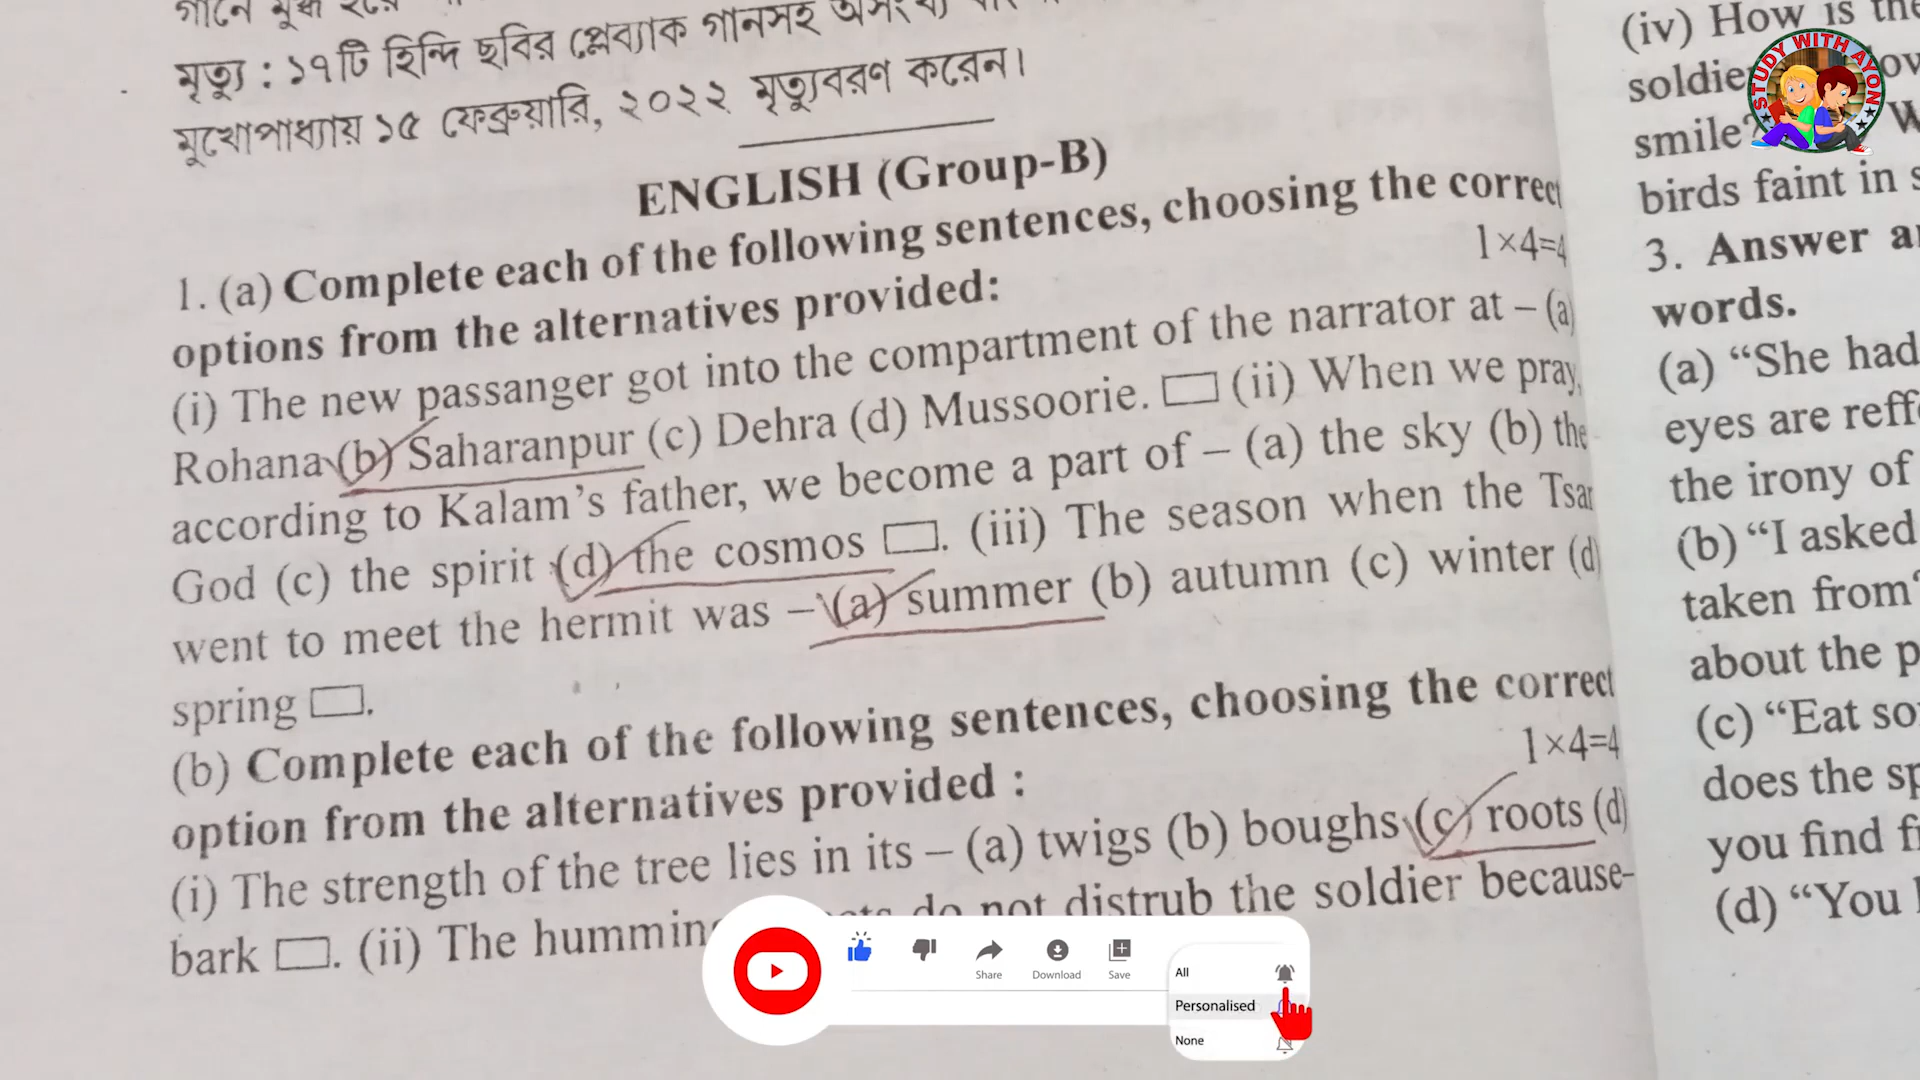 গানে মুগ্ধ হয়ে
মৃত্যু : ১৭টি হিন্দি ছবির প্লেব্যাক গানসহ অসংখ্য
মুখোপাধ্যায় ১৫ ফেব্রুয়ারি, ২০২২ মৃত্যুবরণ করেন।
ENGLISH (Group-B)
1. (a) Complete each of the following sentences, choosing the correct
options from the alternatives provided: 1×4=4
(i) The new passanger got into the compartment of the narrator at – (a)
Rohana (b) Saharanpur (c) Dehra (d) Mussoorie. (ii) When we pray,
according to Kalam's father, we become a part of – (a) the sky (b) the
God (c) the spirit (d) the cosmos . (iii) The season when the Tsar
went to meet the hermit was – (a) summer (b) autumn (c) winter (d)
spring .
(b) Complete each of the following sentences, choosing the correct
option from the alternatives provided : 1×4=4
(i) The strength of the tree lies in its – (a) twigs (b) boughs (c) roots (d)
bark . (ii) The humming do not distrub the soldier because-
(iv) How is the
soldier
smile?
birds faint in
3. Answer
words.
(a) “She had
eyes are
the irony of
(b) “I asked
taken from
about the
(c) “Eat
does the
you find
(d) “You
STUDY WITH AYON
Share
Download
Save
All
Personalised
None